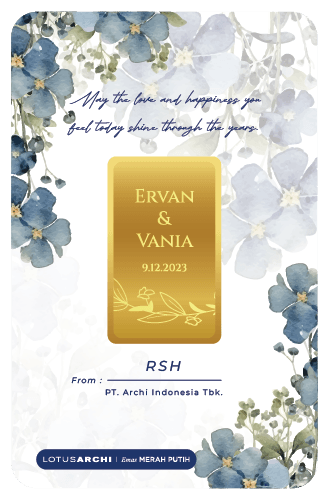 May the love and happiness you
feel today shine through the years.
ERVAN
&
VANIA
9.12.2023
RSH
From :
PT. Archi Indonesia Tbk.
LOTUSARCHI | Emas MERAH PUTIH